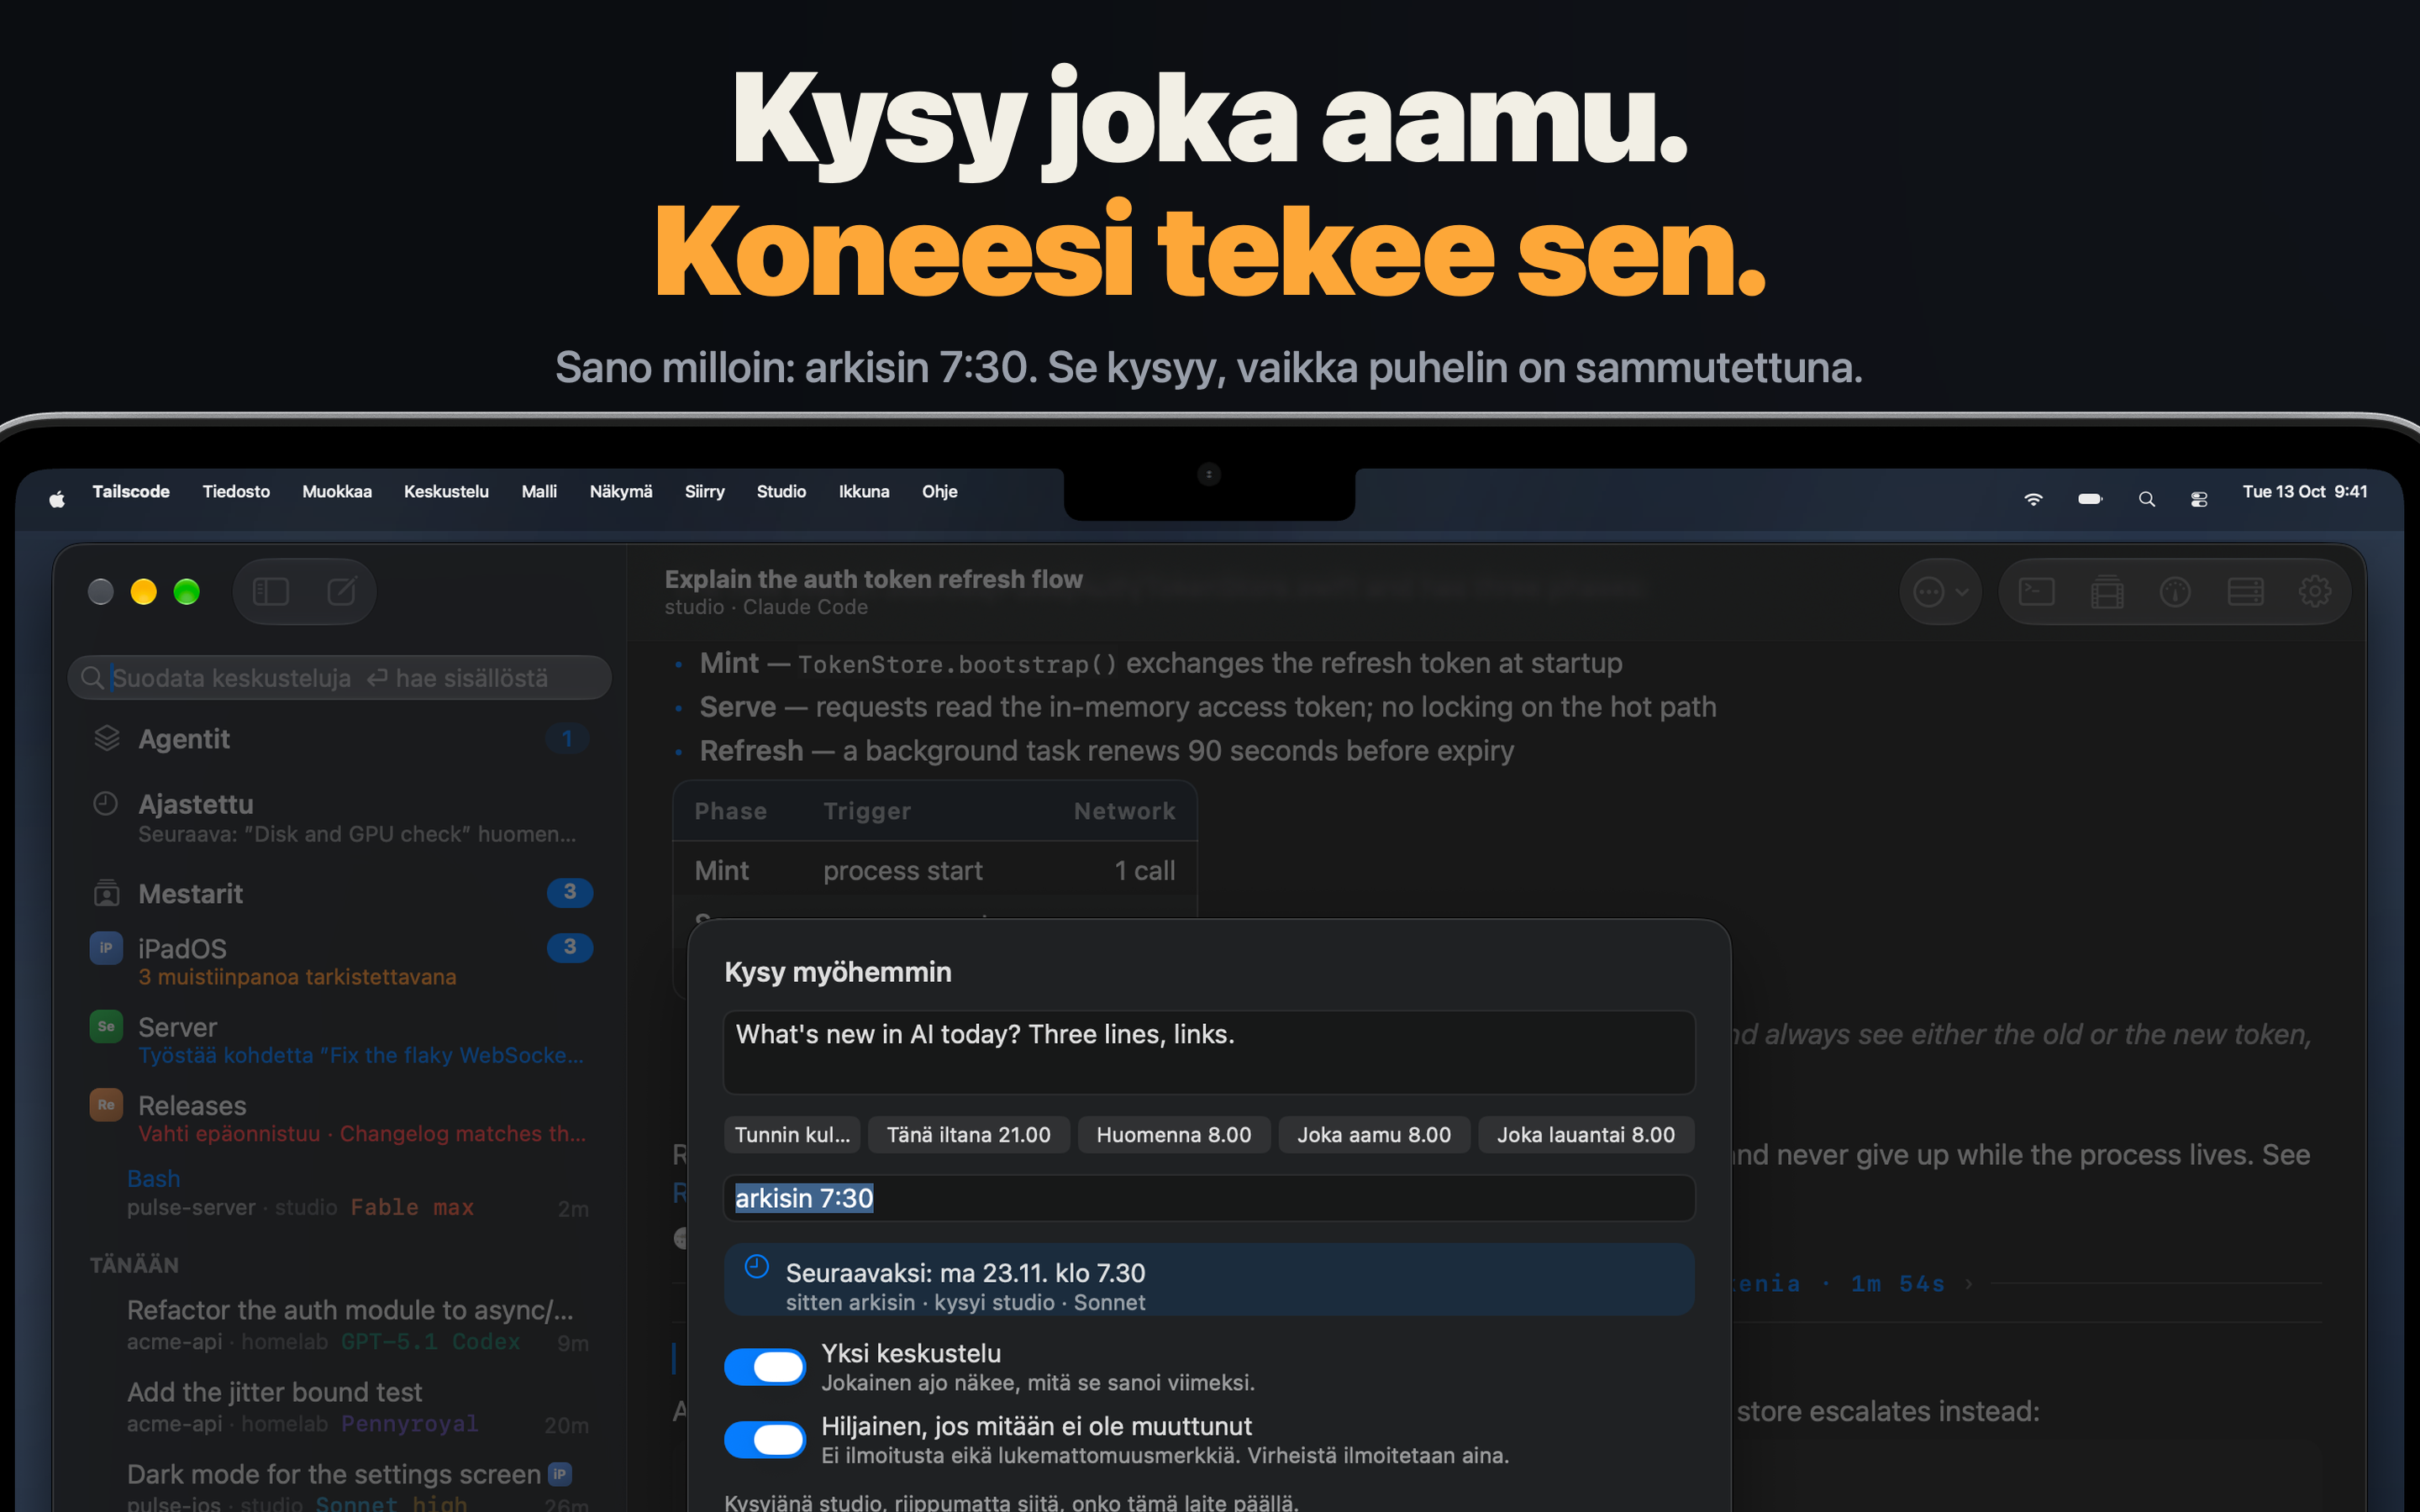 Kysy joka aamu.
Koneesi tekee sen.
Sano milloin: arkisin 7:30. Se kysyy, vaikka puhelin on sammutettuna.
Tailscode Tiedosto Muokkaa Keskustelu Malli Näkymä Siirry Studio Ikkuna Ohje Tue 13 Oct 9:41
Explain the auth token refresh flow
studio · Claude Code
Suodata keskusteluja ⏎ hae sisällöstä
Agentit 1
Ajastettu
Seuraava: "Disk and GPU check" huomen...
Mestarit 3
iP iPadOS 3
3 muistiinpanoa tarkistettavana
Se Server
Työstää kohdetta "Fix the flaky WebSocke...
Re Releases
Vahti epäonnistuu · Changelog matches th...
Bash
pulse-server · studio Fable max 2m
TÄNÄÄN
Refactor the auth module to async/...
acme-api · homelab GPT-5.1 Codex 9m
Add the jitter bound test
acme-api · homelab Pennyroyal 20m
Dark mode for the settings screen iP
pulse-ios · studio Sonnet high 26m
• Mint — TokenStore.bootstrap() exchanges the refresh token at startup
• Serve — requests read the in-memory access token; no locking on the hot path
• Refresh — a background task renews 90 seconds before expiry
Phase Trigger Network
Mint process start 1 call
nd always see either the old or the new token,
nd never give up while the process lives. See
enia · 1m 54s ›
store escalates instead:
Kysy myöhemmin
What's new in AI today? Three lines, links.
Tunnin kul... Tänä iltana 21.00 Huomenna 8.00 Joka aamu 8.00 Joka lauantai 8.00
arkisin 7:30
Seuraavaksi: ma 23.11. klo 7.30
sitten arkisin · kysyi studio · Sonnet
Yksi keskustelu
Jokainen ajo näkee, mitä se sanoi viimeksi.
Hiljainen, jos mitään ei ole muuttunut
Ei ilmoitusta eikä lukemattomuusmerkkiä. Virheistä ilmoitetaan aina.
Kysyjänä studio, riippumatta siitä, onko tämä laite päällä.